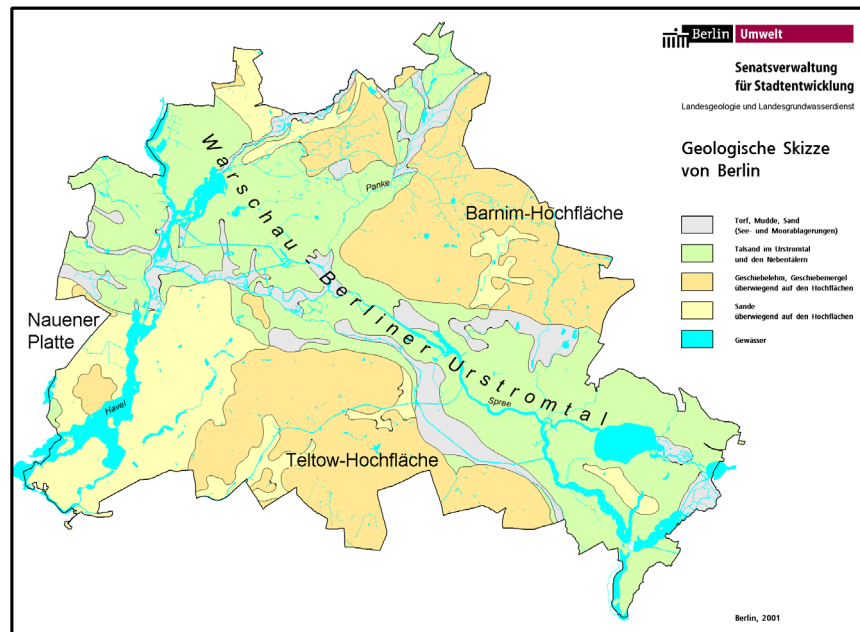 Berlin Umwelt
Senatsverwaltung
für Stadtentwicklung
Landesgeologie und Landesgrundwasserdienst
Geologische Skizze
von Berlin
Torf, Mudde, Sand
(See- und Moorablagerungen)
Talsand im Urstromtal
und den Nebentälern
Geschiebelehm, Geschiebemergel
überwiegend auf den Hochflächen
Sande
überwiegend auf den Hochflächen
Gewässer
Warschau - Berliner Urstromtal
Panke
Barnim-Hochfläche
Nauener
Platte
Havel
Spree
Teltow-Hochfläche
Berlin, 2001